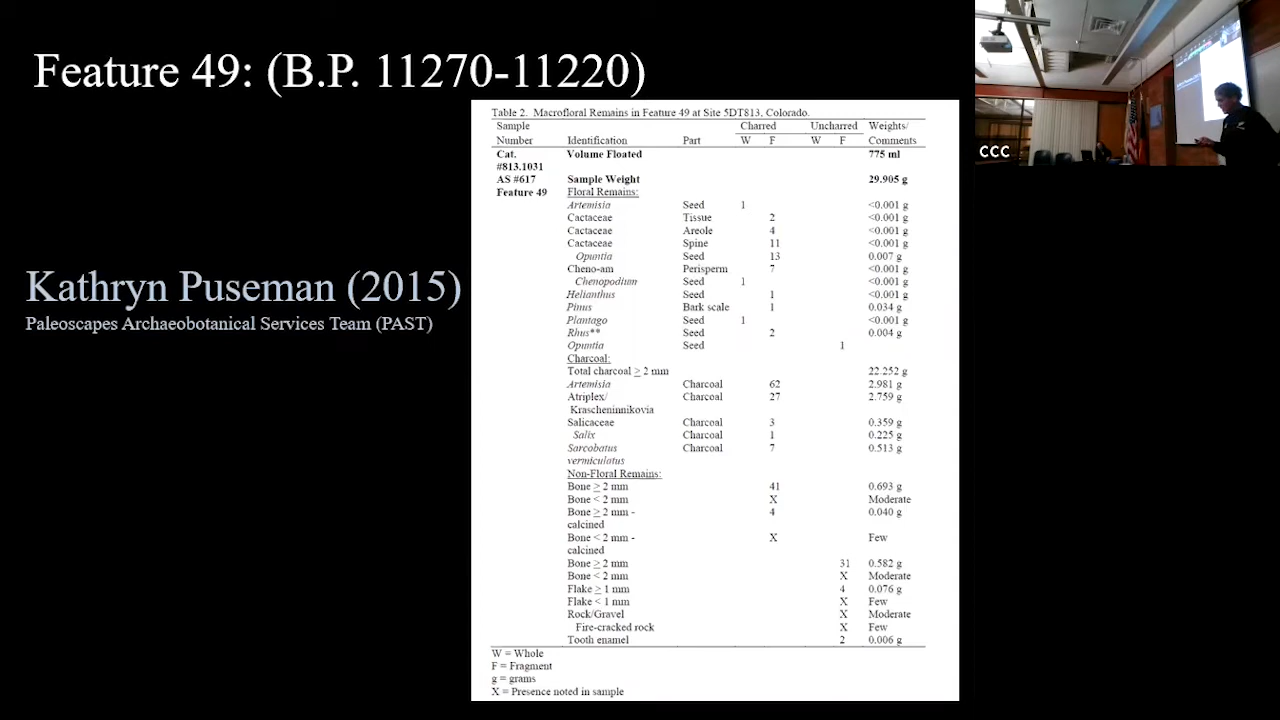 Feature 49: (B.P. 11270-11220)
Kathryn Puseman (2015)
Paleoscapes Archaeobotanical Services Team (PAST)
Table 2. Macrofloral Remains in Feature 49 at Site 5DT813, Colorado.
Sample Charred Uncharred Weights/
Number Identification Part W F W F Comments
Cat. Volume Floated 775 ml
#813.1031
AS #617 Sample Weight 29.905 g
Feature 49 Floral Remains:
Artemisia Seed 1 <0.001 g
Cactaceae Tissue 2 <0.001 g
Cactaceae Areole 4 <0.001 g
Cactaceae Spine 11 <0.001 g
Opuntia Seed 13 0.007 g
Cheno-am Perisperm 7 <0.001 g
Chenopodium Seed 1 <0.001 g
Helianthus Seed 1 <0.001 g
Pinus Bark scale 1 0.034 g
Plantago Seed 1 <0.001 g
Rhus** Seed 2 0.004 g
Opuntia Seed 1
Charcoal:
Total charcoal ≥ 2 mm 22.252 g
Artemisia Charcoal 62 2.981 g
Atriplex/ Charcoal 27 2.759 g
Krascheninnikovia
Salicaceae Charcoal 3 0.359 g
Salix Charcoal 1 0.225 g
Sarcobatus Charcoal 7 0.513 g
vermiculatus
Non-Floral Remains:
Bone ≥ 2 mm 41 0.693 g
Bone < 2 mm X Moderate
Bone ≥ 2 mm - 4 0.040 g
calcined
Bone < 2 mm - X Few
calcined
Bone ≥ 2 mm 31 0.582 g
Bone < 2 mm X Moderate
Flake ≥ 1 mm 4 0.076 g
Flake < 1 mm X Few
Rock/Gravel X Moderate
Fire-cracked rock X Few
Tooth enamel 2 0.006 g
W = Whole
F = Fragment
g = grams
X = Presence noted in sample
CCC